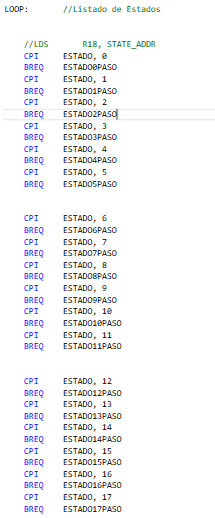 LOOP: //Listado de Estados
//LDS R18, STATE_ADDR
CPI ESTADO, 0
BREQ ESTADO0PASO
CPI ESTADO, 1
BREQ ESTADO1PASO
CPI ESTADO, 2
BREQ ESTADO2PASO
CPI ESTADO, 3
BREQ ESTADO3PASO
CPI ESTADO, 4
BREQ ESTADO4PASO
CPI ESTADO, 5
BREQ ESTADO5PASO
CPI ESTADO, 6
BREQ ESTADO6PASO
CPI ESTADO, 7
BREQ ESTADO7PASO
CPI ESTADO, 8
BREQ ESTADO8PASO
CPI ESTADO, 9
BREQ ESTADO9PASO
CPI ESTADO, 10
BREQ ESTADO10PASO
CPI ESTADO, 11
BREQ ESTADO11PASO
CPI ESTADO, 12
BREQ ESTADO12PASO
CPI ESTADO, 13
BREQ ESTADO13PASO
CPI ESTADO, 14
BREQ ESTADO14PASO
CPI ESTADO, 15
BREQ ESTADO15PASO
CPI ESTADO, 16
BREQ ESTADO16PASO
CPI ESTADO, 17
BREQ ESTADO17PASO